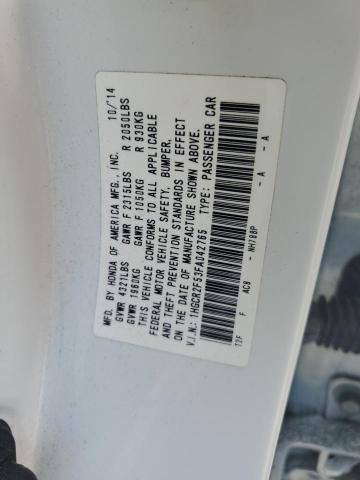 MFD. BY HONDA OF AMERICA MFG., INC. 10/'14
GVWR 4321LBS GAWR F 2315LBS R 2050LBS
GVWR 1960KG GAWR F 1050KG R 930KG
THIS VEHICLE CONFORMS TO ALL APPLICABLE
FEDERAL MOTOR VEHICLE SAFETY, BUMPER,
AND THEFT PREVENTION STANDARDS IN EFFECT
ON THE DATE OF MANUFACTURE SHOWN ABOVE.
V.I.N.: 1HGCR2F53FA042765 TYPE: PASSENGER CAR
T2F F AC8 - NH788P - A - A